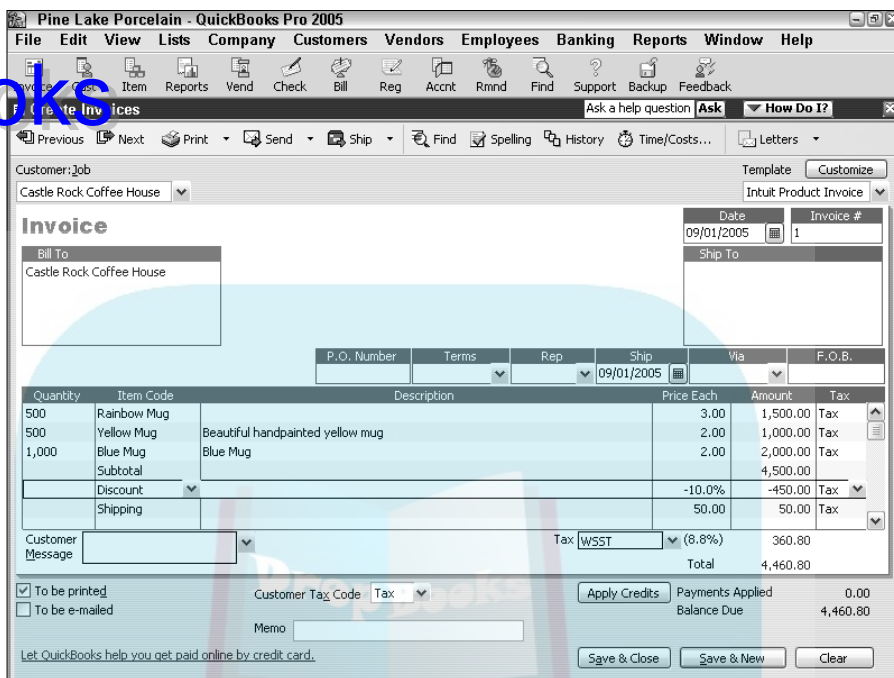 Pine Lake Porcelain - QuickBooks Pro 2005
File Edit View Lists Company Customers Vendors Employees Banking Reports Window Help
Invoice Cust Item Reports Vend Check Bill Reg Accnt Rmnd Find Support Backup Feedback
oks
Create Invoices Ask a help question Ask How Do I?
Previous Next Print Send Ship Find Spelling History Time/Costs... Letters
Customer:Job Template Customize
Castle Rock Coffee House Intuit Product Invoice
Invoice
Date Invoice #
09/01/2005 1
Bill To Ship To
Castle Rock Coffee House
P.O. Number Terms Rep Ship Via F.O.B.
09/01/2005
Quantity Item Code Description Price Each Amount Tax
500 Rainbow Mug 3.00 1,500.00 Tax
500 Yellow Mug Beautiful handpainted yellow mug 2.00 1,000.00 Tax
1,000 Blue Mug Blue Mug 2.00 2,000.00 Tax
Subtotal 4,500.00
Discount -10.0% -450.00 Tax
Shipping 50.00 50.00 Tax
Customer Message Tax WSST (8.8%) 360.80
Total 4,460.80
DropBooks
To be printed Customer Tax Code Tax Apply Credits Payments Applied 0.00
To be e-mailed Balance Due 4,460.80
Memo
Let QuickBooks help you get paid online by credit card. Save & Close Save & New Clear